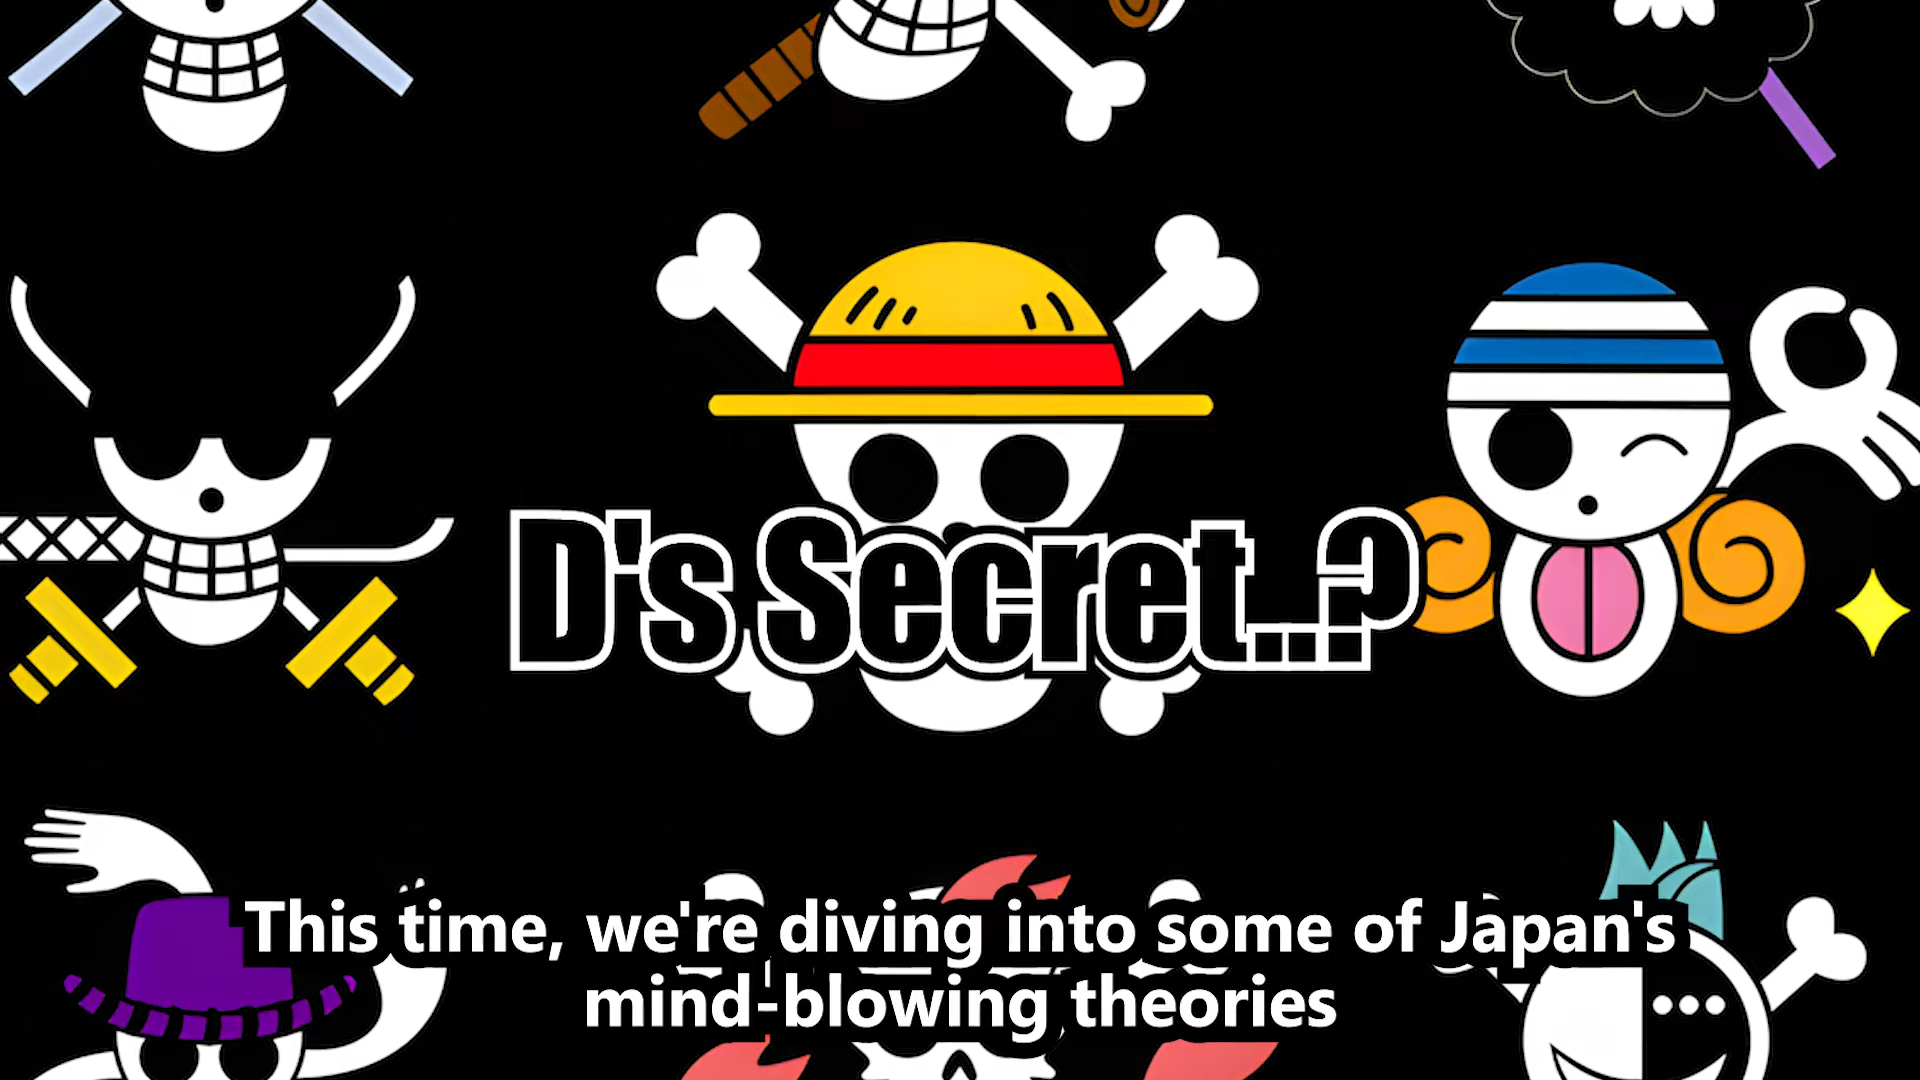 D's Secret...?
This time, we're diving into some of Japan's
mind-blowing theories